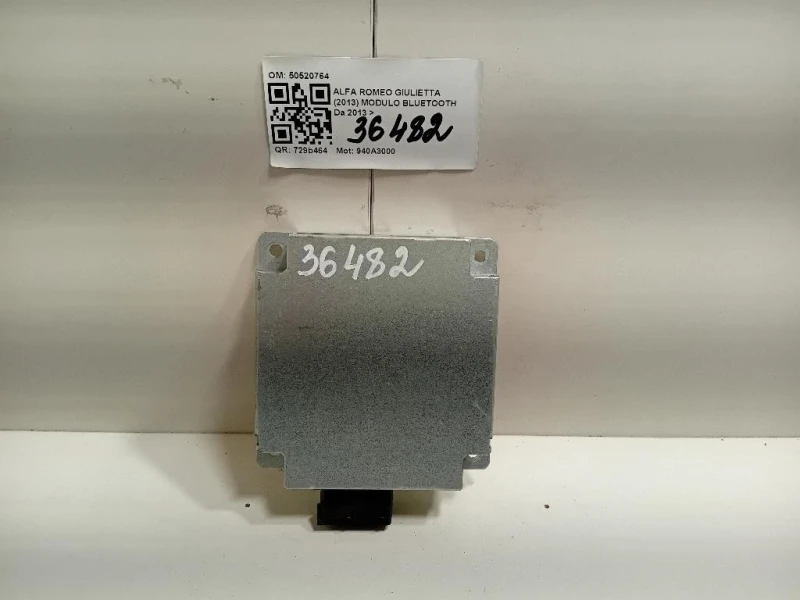 OM: 50520764
ALFA ROMEO GIULIETTA
(2013) MODULO BLUETOOTH
Da 2013 >
36482
QR: 729b464 Mot: 940A3000
36482